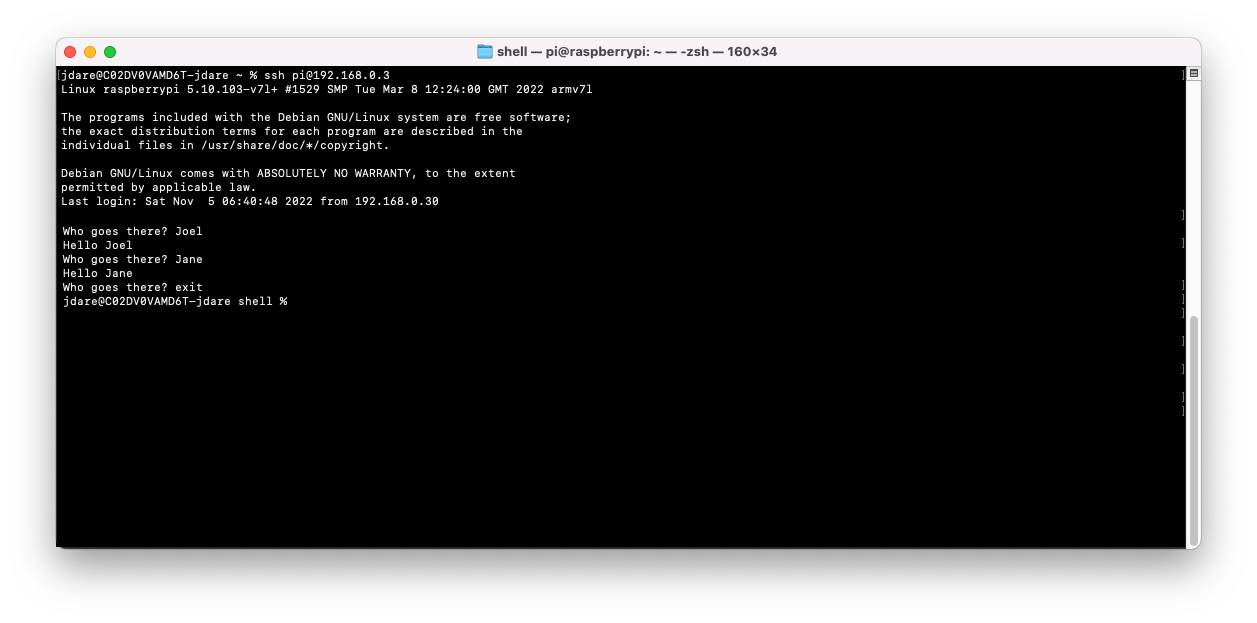 shell — pi@raspberrypi: ~ — -zsh — 160×34
[jdare@C02DV0VAMD6T-jdare ~ % ssh pi@192.168.0.3 ]
Linux raspberrypi 5.10.103-v7l+ #1529 SMP Tue Mar 8 12:24:00 GMT 2022 armv7l
The programs included with the Debian GNU/Linux system are free software;
the exact distribution terms for each program are described in the
individual files in /usr/share/doc/*/copyright.
Debian GNU/Linux comes with ABSOLUTELY NO WARRANTY, to the extent
permitted by applicable law.
Last login: Sat Nov  5 06:40:48 2022 from 192.168.0.30
Who goes there? Joel
Hello Joel
Who goes there? Jane
Hello Jane
Who goes there? exit
jdare@C02DV0VAMD6T-jdare shell %